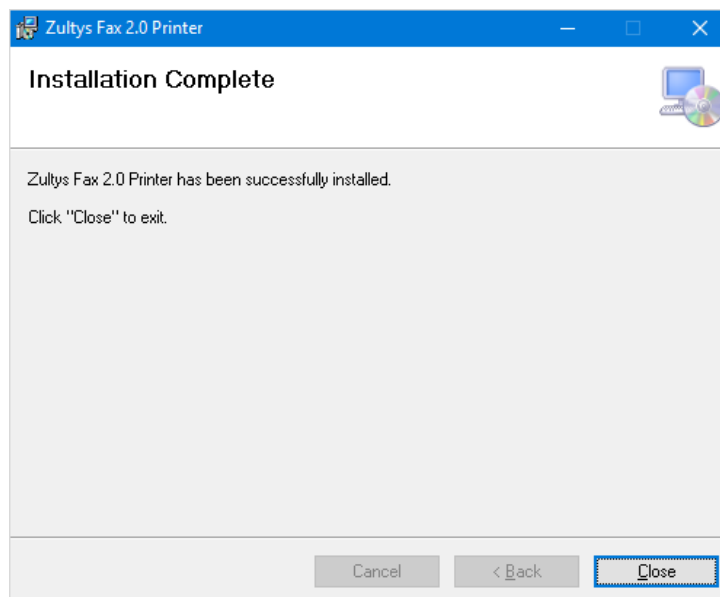 Zultys Fax 2.0 Printer
Installation Complete
Zultys Fax 2.0 Printer has been successfully installed.
Click "Close" to exit.
Cancel
< Back
Close